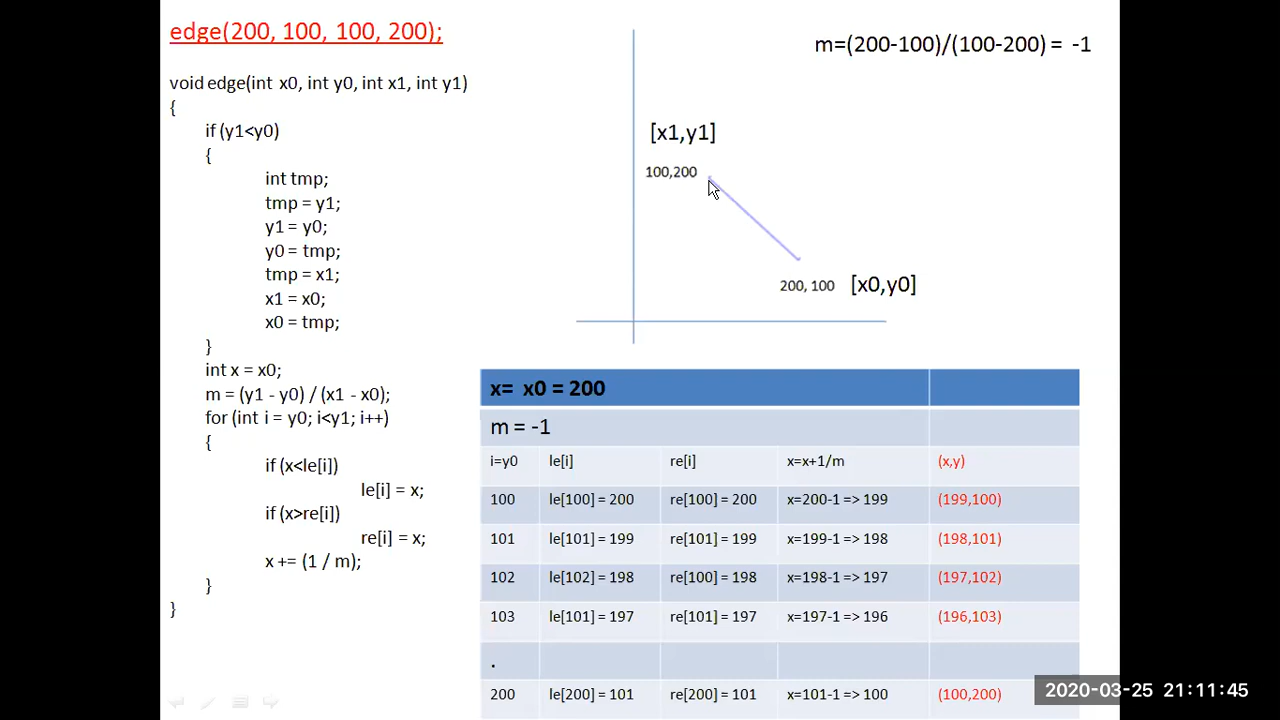 edge(200, 100, 100, 200);
void edge(int x0, int y0, int x1, int y1)
{
if (y1<y0)
{
int tmp;
tmp = y1;
y1 = y0;
y0 = tmp;
tmp = x1;
x1 = x0;
x0 = tmp;
}
int x = x0;
m = (y1 - y0) / (x1 - x0);
for (int i = y0; i<y1; i++)
{
if (x<le[i])
le[i] = x;
if (x>re[i])
re[i] = x;
x += (1 / m);
}
}
m=(200-100)/(100-200) = -1
[x1,y1]
100,200
200, 100 [x0,y0]
x= x0 = 200
m = -1
i=y0 le[i] re[i] x=x+1/m (x,y)
100 le[100] = 200 re[100] = 200 x=200-1 => 199 (199,100)
101 le[101] = 199 re[101] = 199 x=199-1 => 198 (198,101)
102 le[102] = 198 re[100] = 198 x=198-1 => 197 (197,102)
103 le[101] = 197 re[101] = 197 x=197-1 => 196 (196,103)
.
200 le[200] = 101 re[200] = 101 x=101-1 => 100 (100,200)
2020-03-25 21:11:45